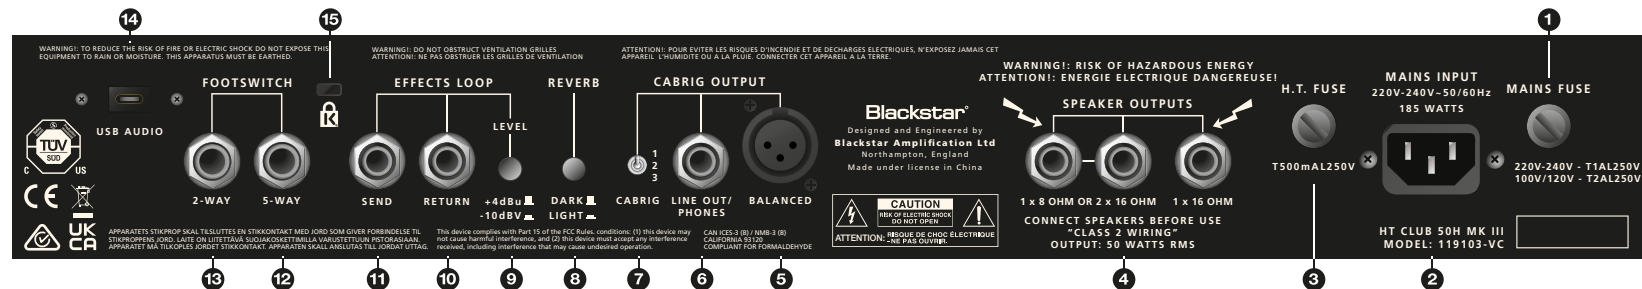 14
15
1
WARNING!: TO REDUCE THE RISK OF FIRE OR ELECTRIC SHOCK DO NOT EXPOSE THIS
EQUIPMENT TO RAIN OR MOISTURE. THIS APPARATUS MUST BE EARTHED.
WARNING!: DO NOT OBSTRUCT VENTILATION GRILLES
ATTENTION!: NE PAS OBSTRUER LES GRILLES DE VENTILATION
ATTENTION!: POUR EVITER LES RISQUES D'INCENDIE ET DE DECHARGES ELECTRIQUES, N'EXPOSEZ JAMAIS CET
APPAREIL L'HUMIDITE OU A LA PLUIE. CONNECTER CET APPAREIL A LA TERRE.
USB AUDIO
FOOTSWITCH
2-WAY
5-WAY
K
EFFECTS LOOP
SEND
RETURN
LEVEL
+4dBu
-10dBV
REVERB
DARK
LIGHT
CABRIG OUTPUT
1
2
3
CABRIG
LINE OUT/
PHONES
BALANCED
Blackstar
Designed and Engineered by
Blackstar Amplification Ltd
Northampton, England
Made under license in China
CAUTION
RISK OF ELECTRIC SHOCK
DO NOT OPEN
ATTENTION: RISQUE DE CHOC ÉLECTRIQUE
-NE PAS OUVRIR.
WARNING!: RISK OF HAZARDOUS ENERGY
ATTENTION!: ENERGIE ELECTRIQUE DANGEREUSE!
SPEAKER OUTPUTS
1 x 8 OHM OR 2 x 16 OHM
1 x 16 OHM
CONNECT SPEAKERS BEFORE USE
"CLASS 2 WIRING"
OUTPUT: 50 WATTS RMS
H.T. FUSE
T500mAL250V
MAINS INPUT
220V-240V~50/60Hz
185 WATTS
MAINS FUSE
220V-240V - T1AL250V
100V/120V - T2AL250V
HT CLUB 50H MK III
MODEL: 119103-VC
TÜV
SÜD
C US
CE
UK
CA
APPARATETS STIKPROP SKAL TILSLUTTES EN STIKKONTAKT MED JORD SOM GIVER FORBINDELSE TIL
STIKPROPPENS JORD. LAITE ON LIITETTÄVÄ SUOJAKOSKETTIMILLA VARUSTETTUUN PISTORASIAAN.
APPARATET MÅ TILKOPLES JORDET STIKKONTAKT. APPARATEN SKALL ANSLUTAS TILL JORDAT UTTAG.
This device complies with Part 15 of the FCC Rules. conditions: (1) this device may
not cause harmful interference, and (2) this device must accept any interference
received, including interference that may cause undesired operation.
CAN ICES-3 (B) / NMB-3 (B)
CALIFORNIA 93120
COMPLIANT FOR FORMALDEHYDE
13
12
11
10
9
8
7
6
5
4
3
2